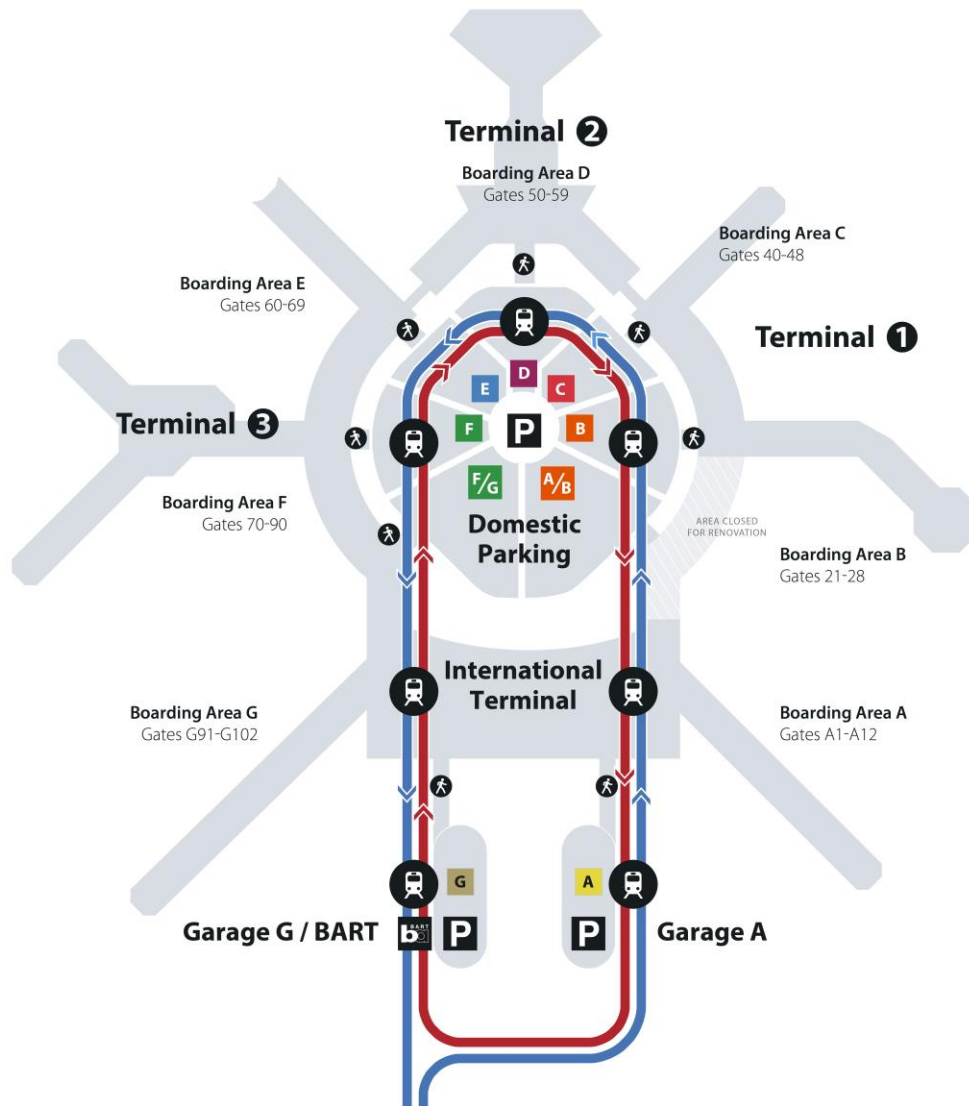 Terminal 2
Boarding Area D
Gates 50-59
Boarding Area C
Gates 40-48
Boarding Area E
Gates 60-69
Terminal 1
D
E
C
Terminal 3
F
P
B
F/G
A/B
Boarding Area F
Gates 70-90
Domestic
Parking
AREA CLOSED
FOR RENOVATION
Boarding Area B
Gates 21-28
International
Terminal
Boarding Area G
Gates G91-G102
Boarding Area A
Gates A1-A12
G
A
Garage G / BART
b BART
P
P
Garage A